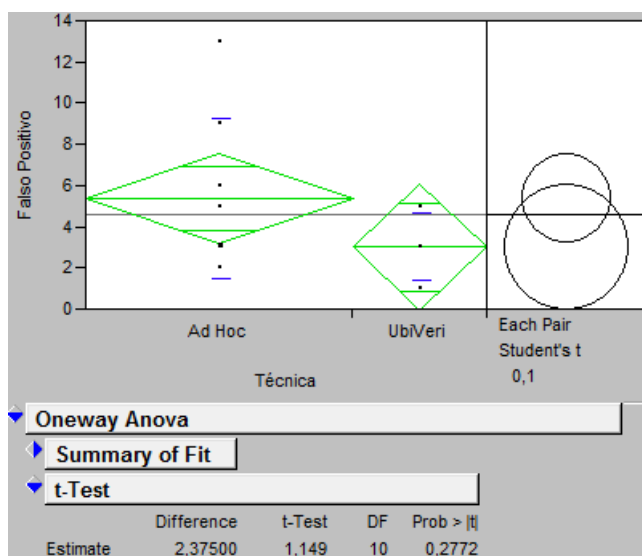 14
12
10
8
6
4
2
0
Falso Positivo
Ad Hoc
UbiVeri
Each Pair
Student's t
0,1
Técnica
Oneway Anova
Summary of Fit
t-Test
Difference t-Test DF Prob > |t|
Estimate 2,37500 1,149 10 0,2772